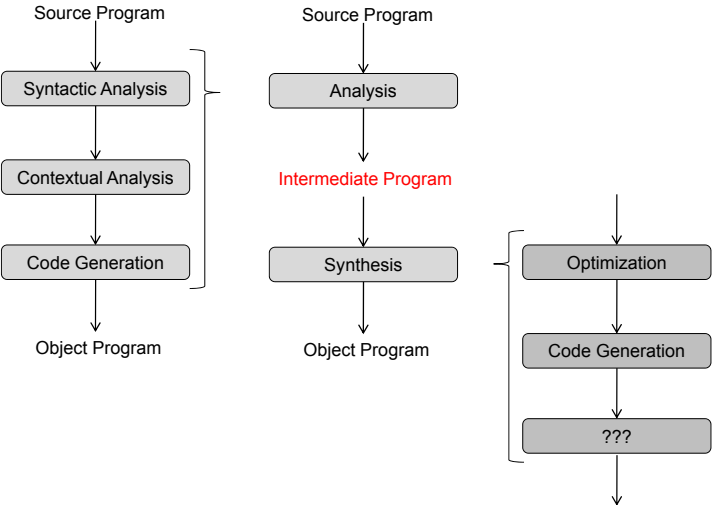 Source Program
Syntactic Analysis
Contextual Analysis
Code Generation
Object Program
Source Program
Analysis
Intermediate Program
Synthesis
Object Program
Optimization
Code Generation
???